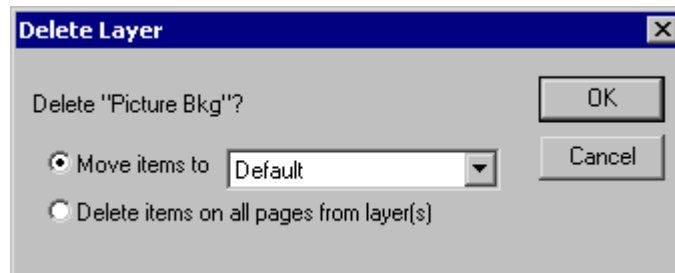 Delete Layer
Delete "Picture Bkg"?
OK
Move items to Default
Cancel
Delete items on all pages from layer(s)